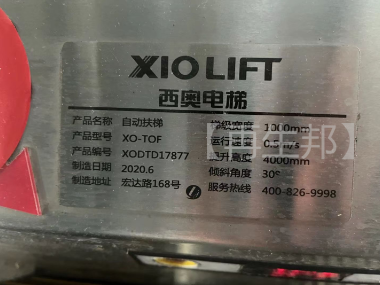 XIOLIFT
西奥电梯
产品名称 自动扶梯 梯级宽度 1000mm
产品型号 XO-TOF 运行速度 0.5m/s
产品编号 XODTD17877 提升高度 4000mm
制造日期 2020.6 倾斜角度 30°
制造地址 宏达路168号 服务热线 400-826-9998